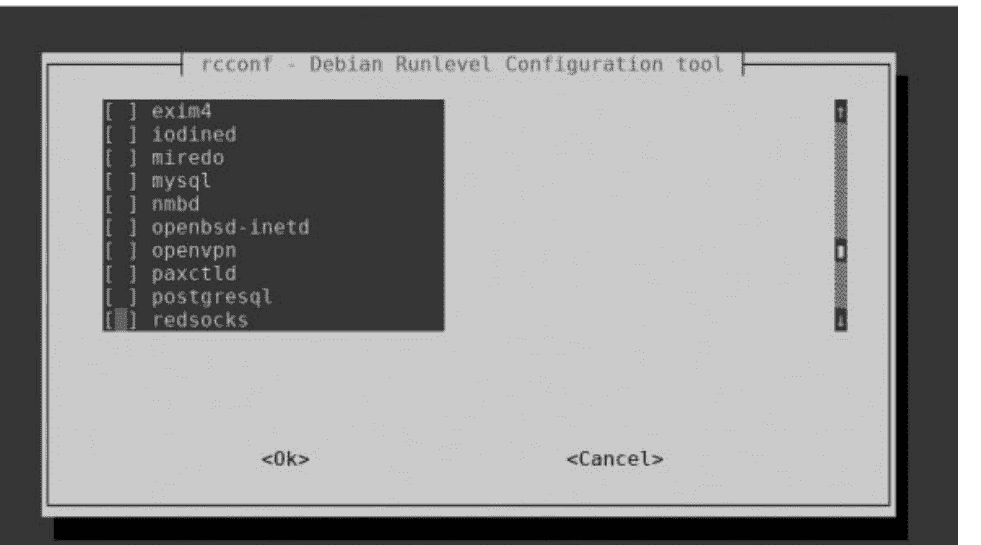 rcconf - Debian Runlevel Configuration tool
[ ] exim4
[ ] iodined
[ ] miredo
[ ] mysql
[ ] nmbd
[ ] openbsd-inetd
[ ] openvpn
[ ] paxctld
[ ] postgresql
[ ] redsocks
<Ok> <Cancel>